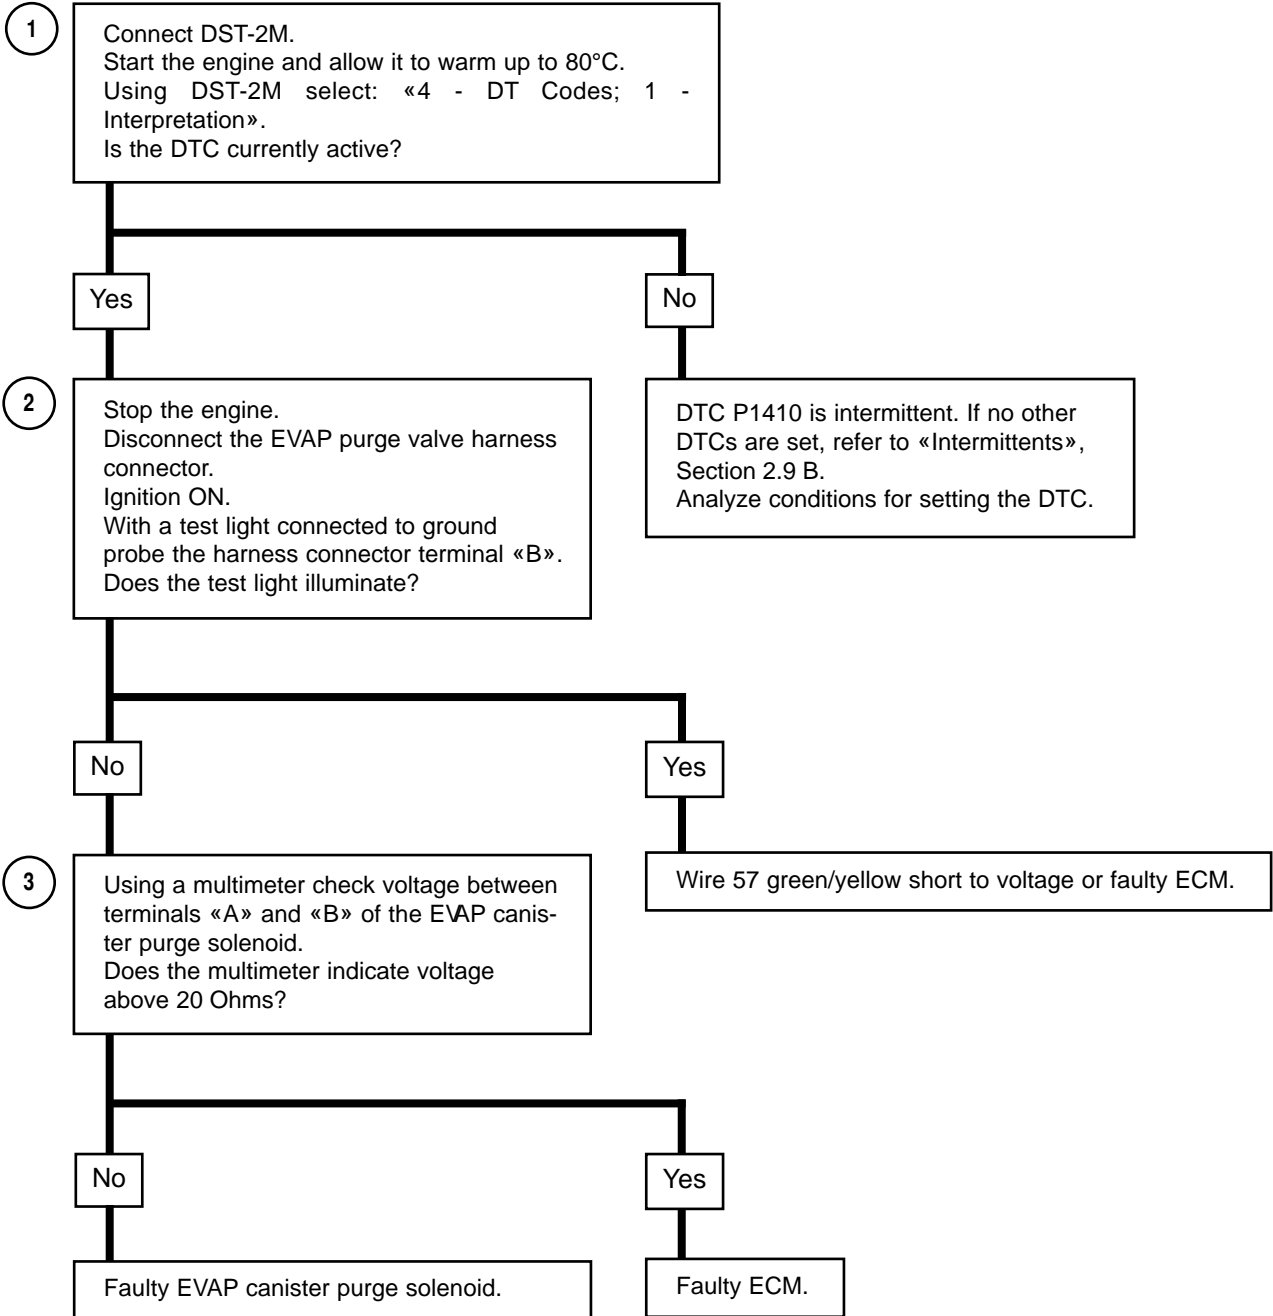 1
Connect DST-2M.
Start the engine and allow it to warm up to 80°C.
Using DST-2M select: «4 - DT Codes; 1 -
Interpretation».
Is the DTC currently active?
Yes
No
2
Stop the engine.
Disconnect the EVAP purge valve harness
connector.
Ignition ON.
With a test light connected to ground
probe the harness connector terminal «B».
Does the test light illuminate?
DTC P1410 is intermittent. If no other
DTCs are set, refer to «Intermittents»,
Section 2.9 B.
Analyze conditions for setting the DTC.
No
Yes
3
Using a multimeter check voltage between
terminals «A» and «B» of the EVAP canis-
ter purge solenoid.
Does the multimeter indicate voltage
above 20 Ohms?
Wire 57 green/yellow short to voltage or faulty ECM.
No
Yes
Faulty EVAP canister purge solenoid.
Faulty ECM.